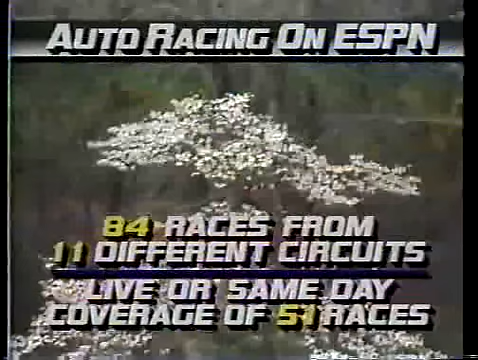 AUTO RACING ON ESPN
84 RACES FROM
11 DIFFERENT CIRCUITS
LIVE OR SAME DAY
COVERAGE OF 51 RACES